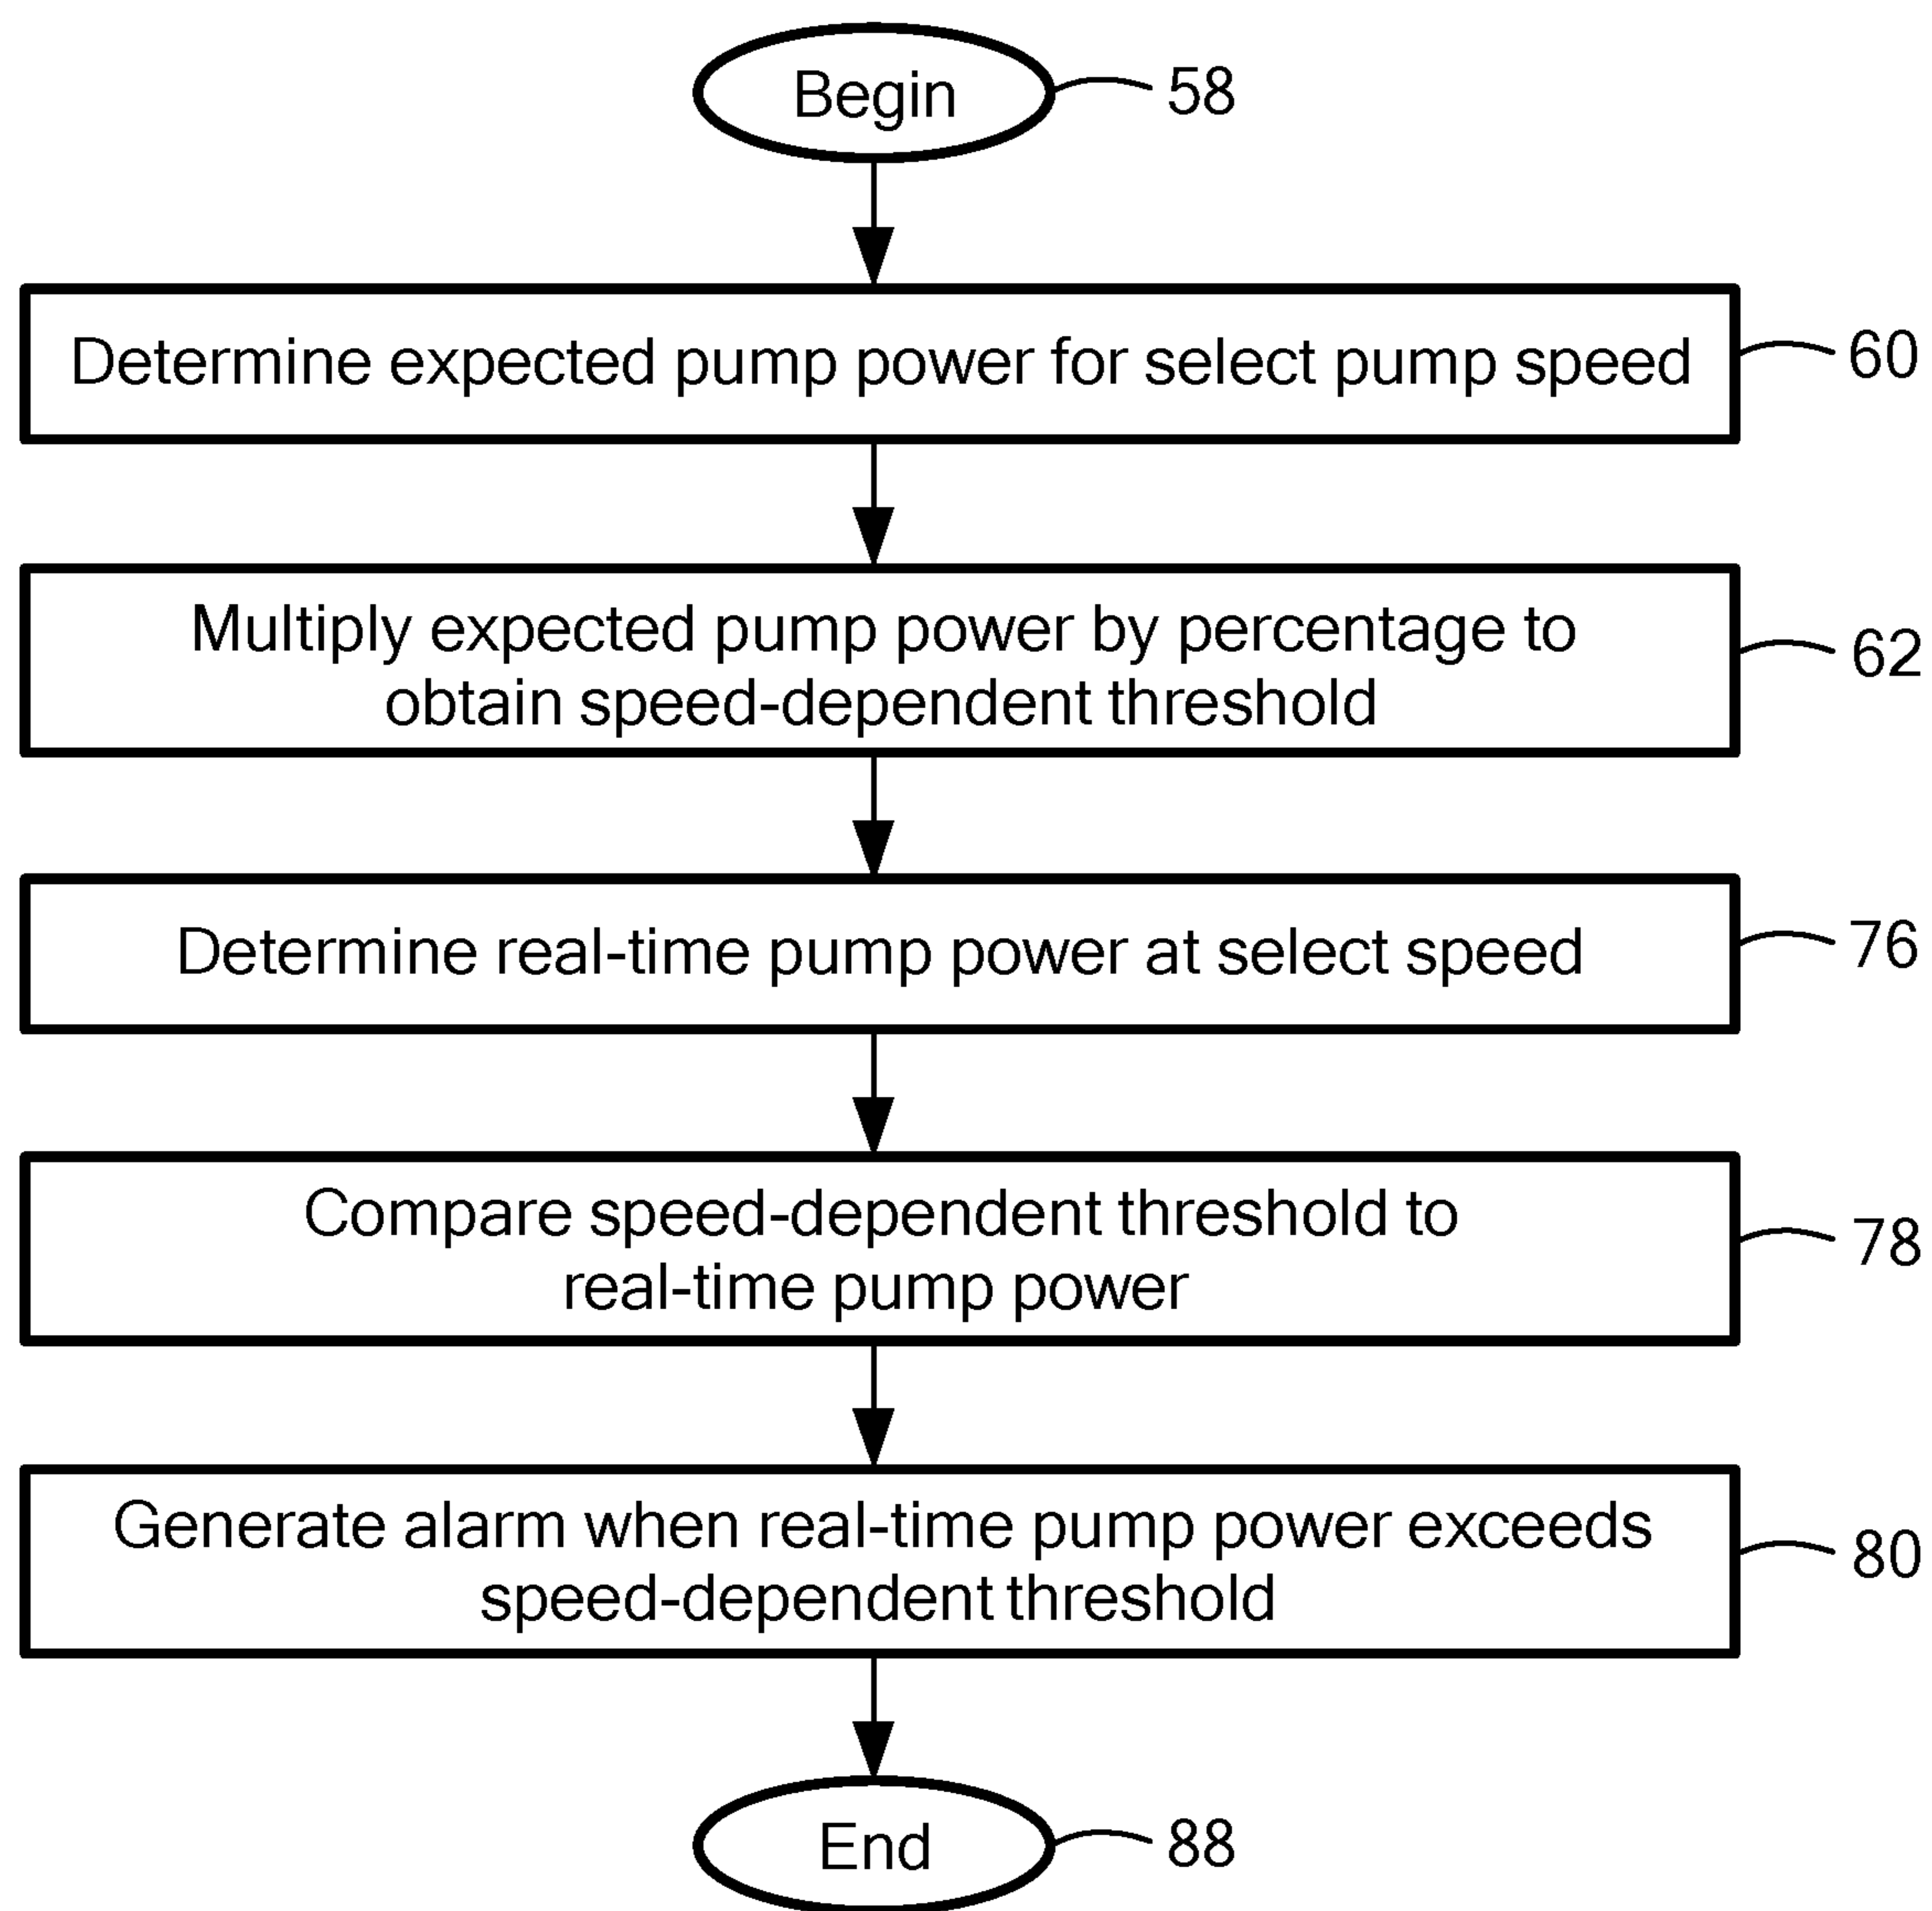 Begin
58
Determine expected pump power for select pump speed
60
Multiply expected pump power by percentage to
obtain speed-dependent threshold
62
Determine real-time pump power at select speed
76
Compare speed-dependent threshold to
real-time pump power
78
Generate alarm when real-time pump power exceeds
speed-dependent threshold
80
End
88